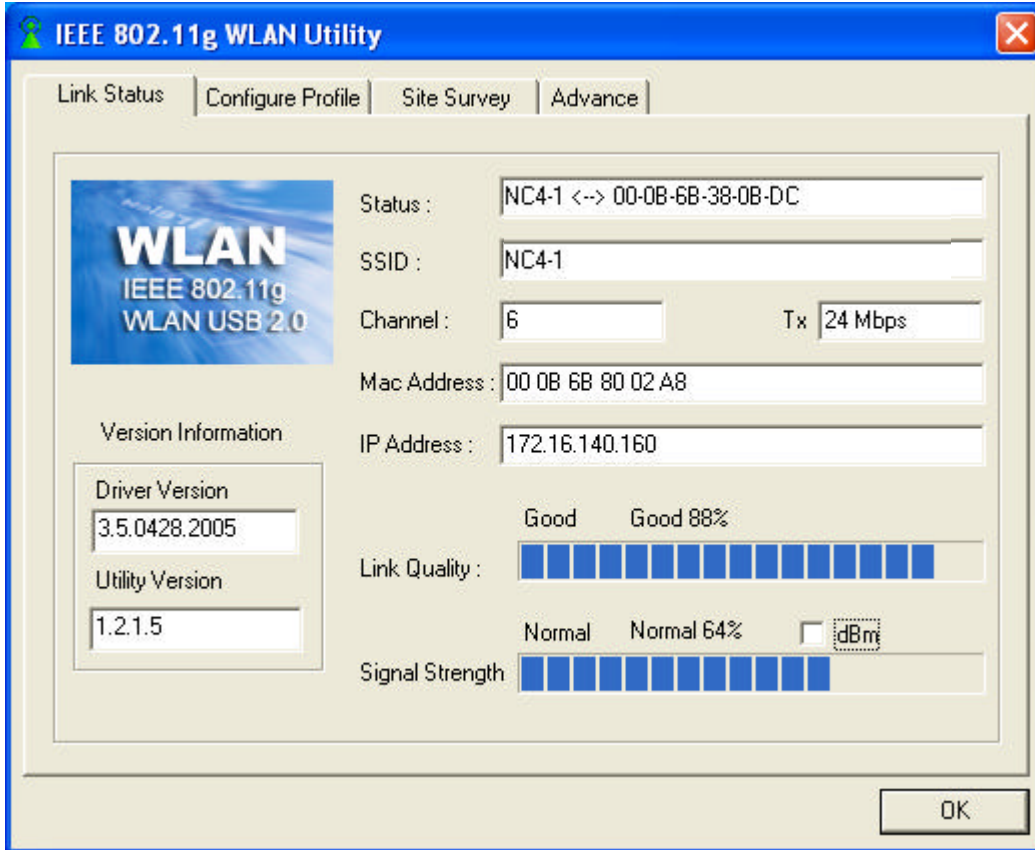 IEEE 802.11g WLAN Utility
Link Status
Configure Profile
Site Survey
Advance
WLAN
IEEE 802.11g
WLAN USB 2.0
Status :
NC4-1 <--> 00-0B-6B-38-0B-DC
SSID :
NC4-1
Channel :
6
Tx
24 Mbps
Mac Address :
00 0B 6B 80 02 A8
IP Address :
172.16.140.160
Version Information
Driver Version
3.5.0428.2005
Utility Version
1.2.1.5
Good
Good 88%
Link Quality :
Normal
Normal 64%
dBm
Signal Strength
OK